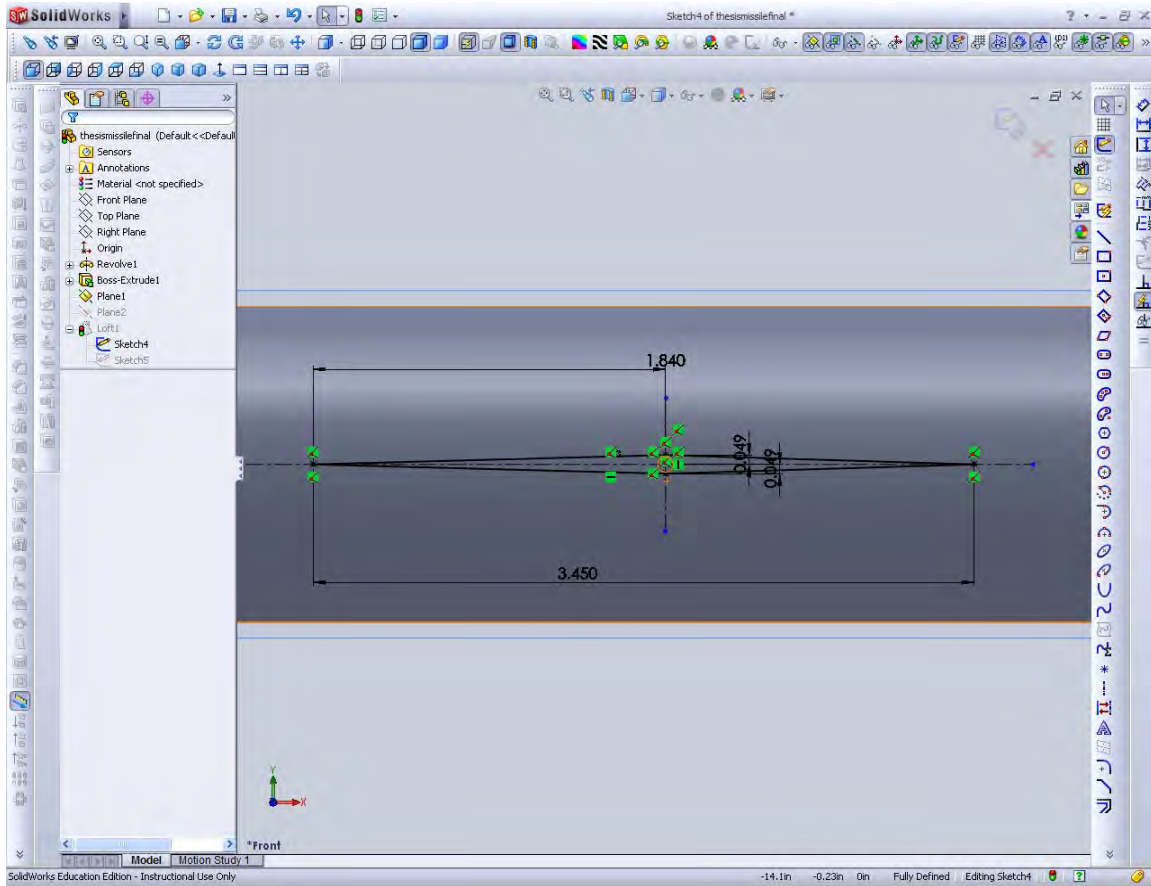 SolidWorks
Sketch4 of thesismissilefinal *
thesismissilefinal (Default<<Defaul
Sensors
Annotations
Material <not specified>
Front Plane
Top Plane
Right Plane
Origin
Revolve1
Boss-Extrude1
Plane1
Plane2
Loft1
Sketch4
Sketch5
1.840
0.049
0.049
3.450
Y
X
*Front
Model
Motion Study 1
SolidWorks Education Edition - Instructional Use Only
-14.1in -0.23in 0in Fully Defined Editing Sketch4